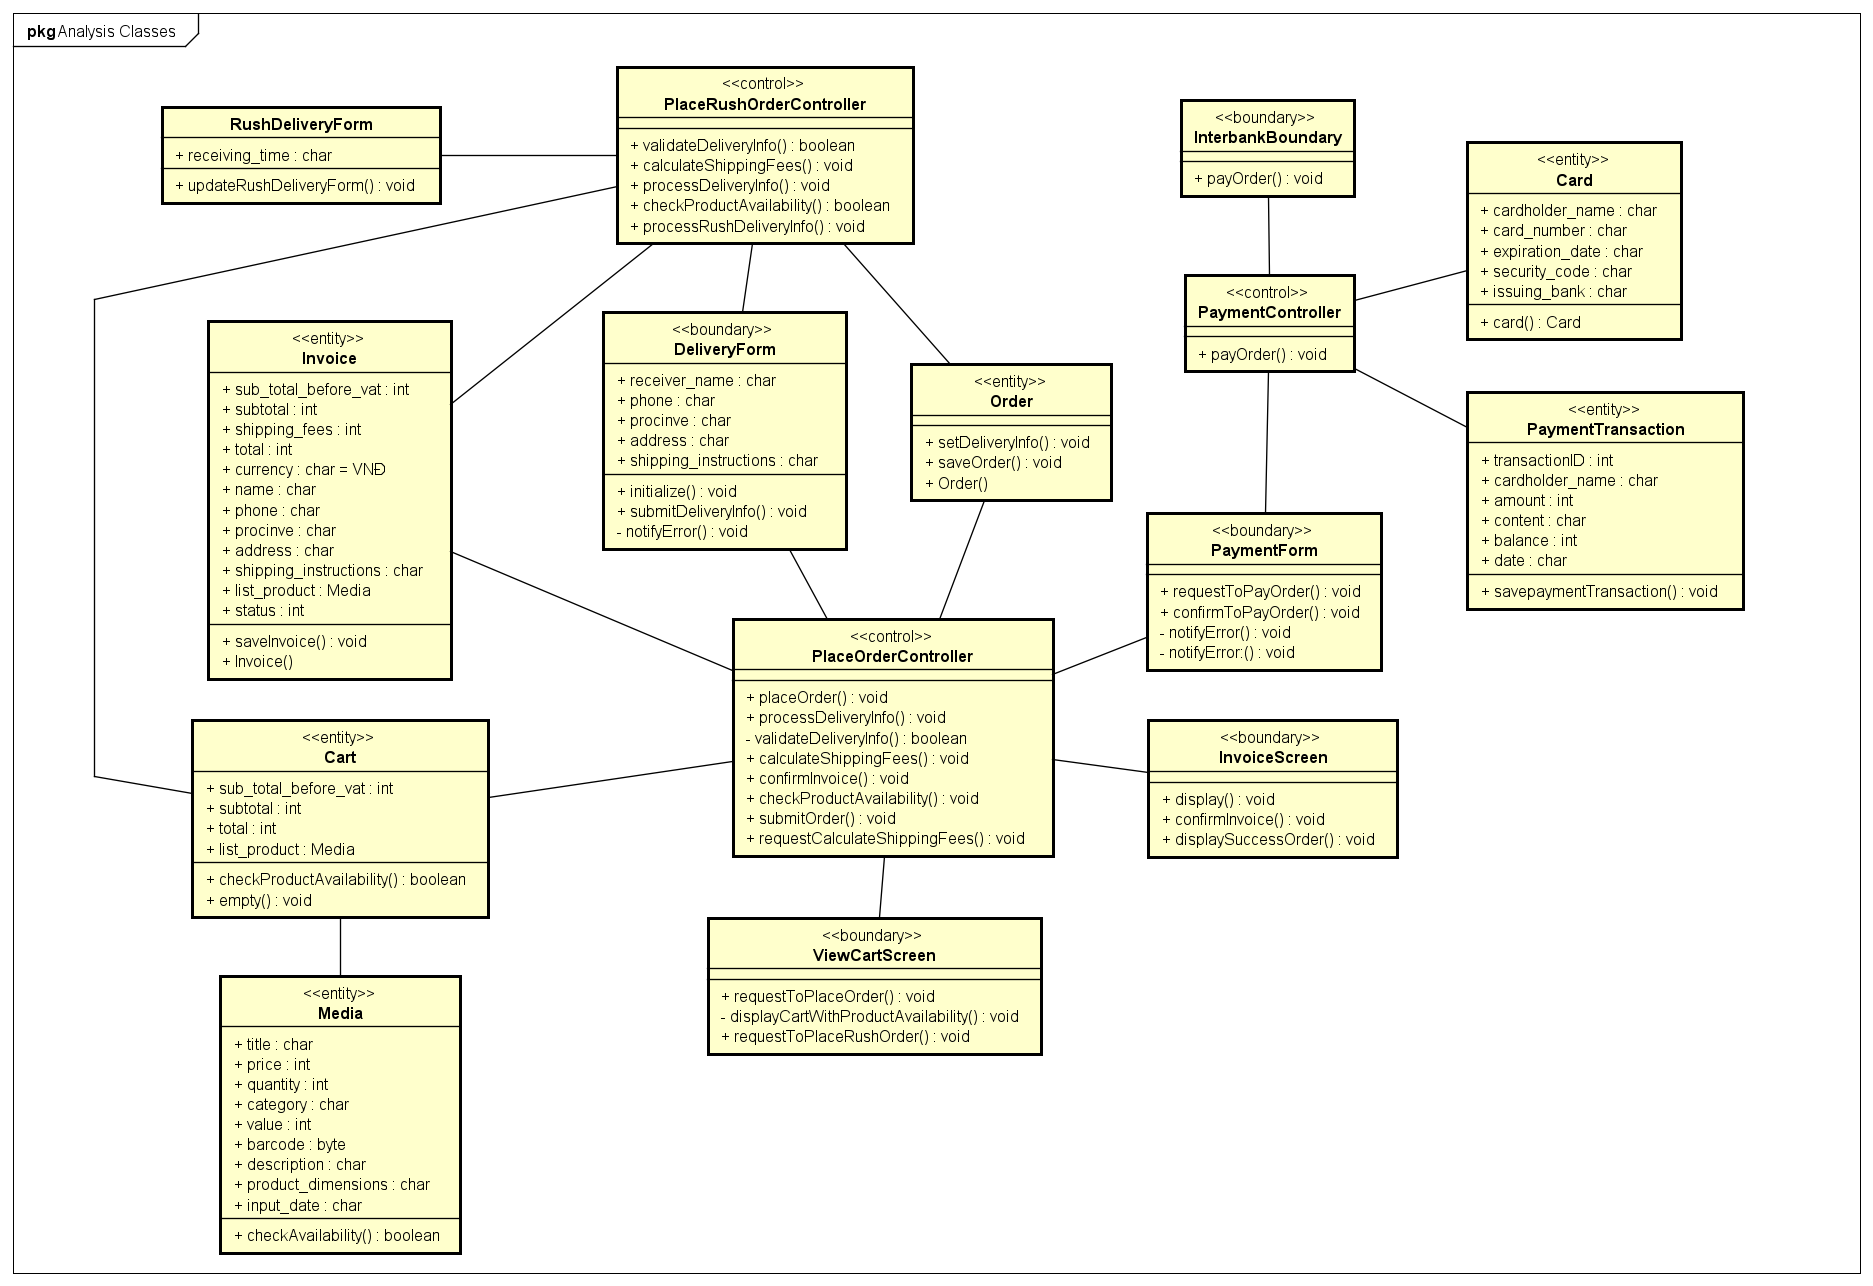 pkg Analysis Classes
RushDeliveryForm
+ receiving_time : char
+ updateRushDeliveryForm() : void
<<control>>
PlaceRushOrderController
+ validateDeliveryInfo() : boolean
+ calculateShippingFees() : void
+ processDeliveryInfo() : void
+ checkProductAvailability() : boolean
+ processRushDeliveryInfo() : void
<<boundary>>
InterbankBoundary
+ payOrder() : void
<<entity>>
Card
+ cardholder_name : char
+ card_number : char
+ expiration_date : char
+ security_code : char
+ issuing_bank : char
+ card() : Card
<<control>>
PaymentController
+ payOrder() : void
<<entity>>
Invoice
+ sub_total_before_vat : int
+ subtotal : int
+ shipping_fees : int
+ total : int
+ currency : char = VNĐ
+ name : char
+ phone : char
+ procinve : char
+ address : char
+ shipping_instructions : char
+ list_product : Media
+ status : int
+ saveInvoice() : void
+ Invoice()
<<boundary>>
DeliveryForm
+ receiver_name : char
+ phone : char
+ procinve : char
+ address : char
+ shipping_instructions : char
+ initialize() : void
+ submitDeliveryInfo() : void
- notifyError() : void
<<entity>>
Order
+ setDeliveryInfo() : void
+ saveOrder() : void
+ Order()
<<entity>>
PaymentTransaction
+ transactionID : int
+ cardholder_name : char
+ amount : int
+ content : char
+ balance : int
+ date : char
+ savepaymentTransaction() : void
<<boundary>>
PaymentForm
+ requestToPayOrder() : void
+ confirmToPayOrder() : void
- notifyError() : void
- notifyError:() : void
<<control>>
PlaceOrderController
+ placeOrder() : void
+ processDeliveryInfo() : void
- validateDeliveryInfo() : boolean
+ calculateShippingFees() : void
+ confirmInvoice() : void
+ checkProductAvailability() : void
+ submitOrder() : void
+ requestCalculateShippingFees() : void
<<entity>>
Cart
+ sub_total_before_vat : int
+ subtotal : int
+ total : int
+ list_product : Media
+ checkProductAvailability() : boolean
+ empty() : void
<<boundary>>
InvoiceScreen
+ display() : void
+ confirmInvoice() : void
+ displaySuccessOrder() : void
<<boundary>>
ViewCartScreen
+ requestToPlaceOrder() : void
- displayCartWithProductAvailability() : void
+ requestToPlaceRushOrder() : void
<<entity>>
Media
+ title : char
+ price : int
+ quantity : int
+ category : char
+ value : int
+ barcode : byte
+ description : char
+ product_dimensions : char
+ input_date : char
+ checkAvailability() : boolean